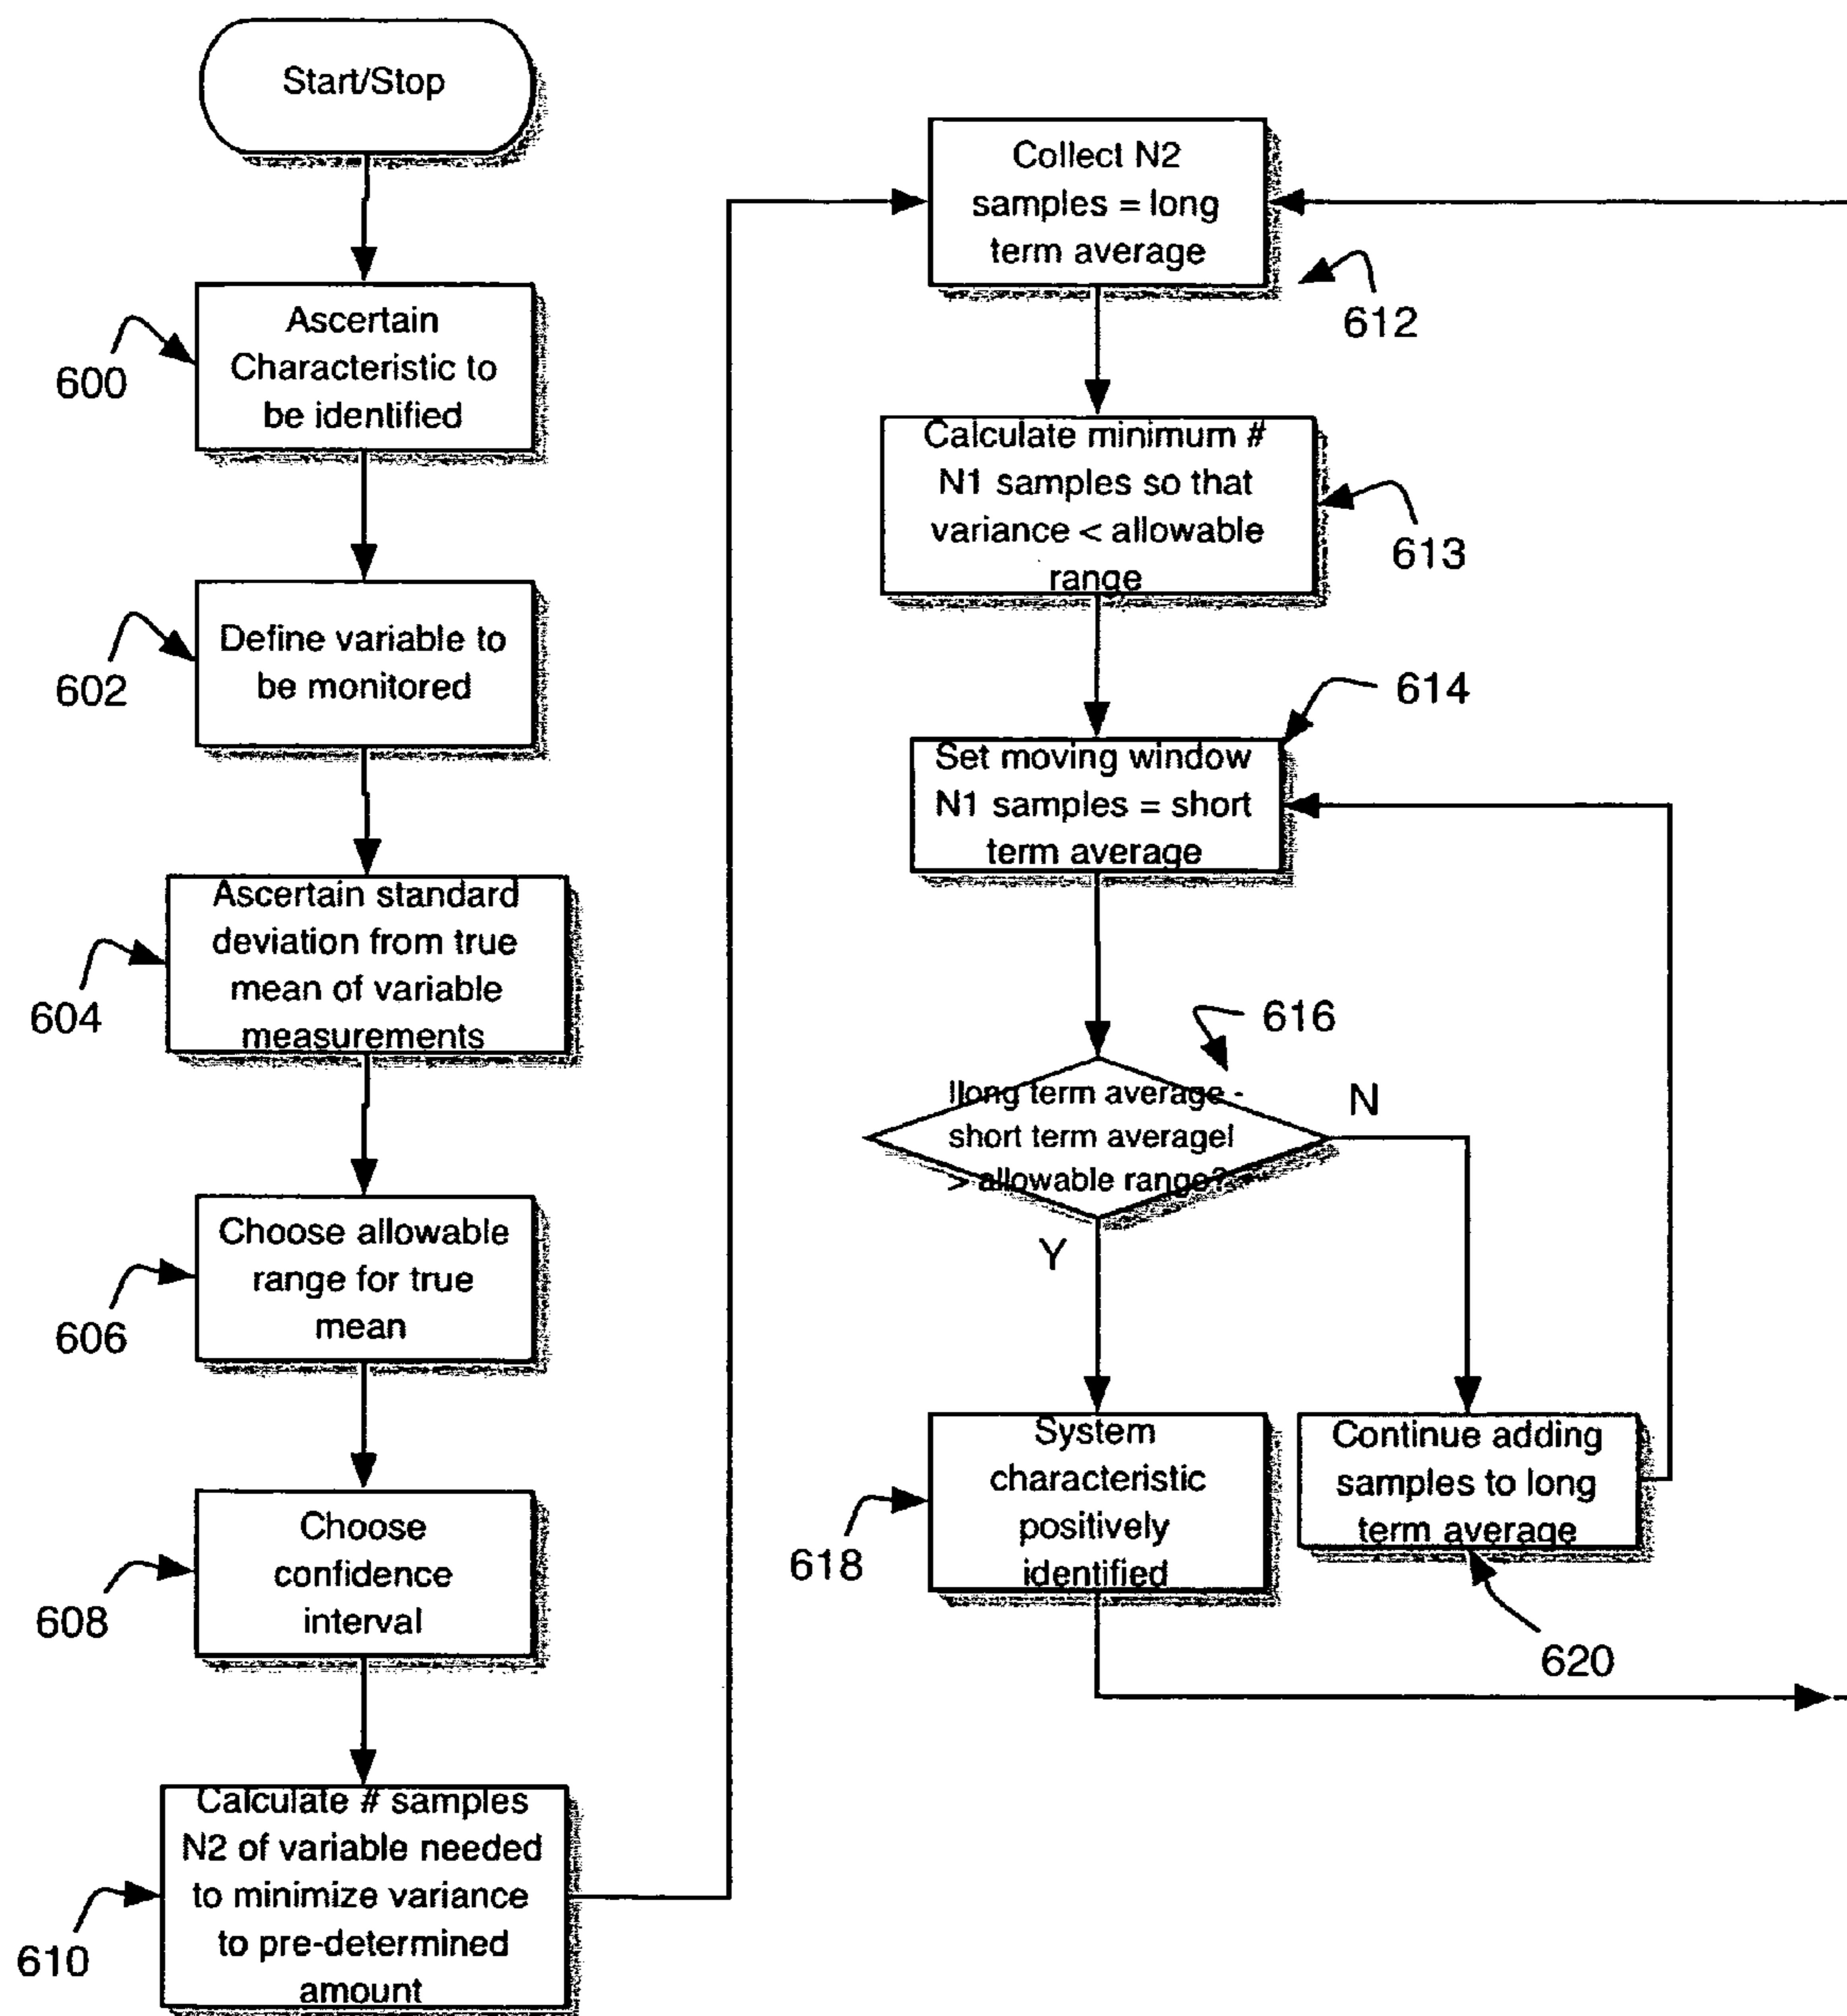 Start/Stop
600
Ascertain
Characteristic to
be identified
602
Define variable to
be monitored
604
Ascertain standard
deviation from true
mean of variable
measurements
606
Choose allowable
range for true
mean
608
Choose
confidence
interval
610
Calculate # samples
N2 of variable needed
to minimize variance
to pre-determined
amount
Collect N2
samples = long
term average
612
Calculate minimum #
N1 samples so that
variance < allowable
range
613
614
Set moving window
N1 samples = short
term average
616
|long term average -
short term average|
> allowable range?
N
Y
618
System
characteristic
positively
identified
Continue adding
samples to long
term average
620